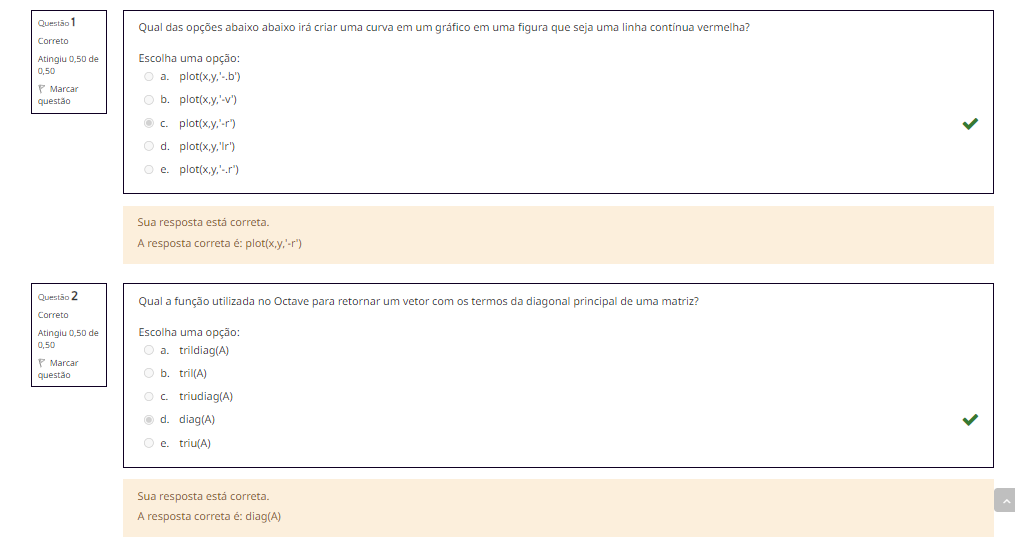 Questão 1
Correto
Atingiu 0,50 de
0,50
Marcar
questão
Qual das opções abaixo abaixo irá criar uma curva em um gráfico em uma figura que seja uma linha contínua vermelha?
Escolha uma opção:
a. plot(x,y,'-.b')
b. plot(x,y,'-v')
c. plot(x,y,'-r')
d. plot(x,y,'lr')
e. plot(x,y,'-.r')
Sua resposta está correta.
A resposta correta é: plot(x,y,'-r')
Questão 2
Correto
Atingiu 0,50 de
0,50
Marcar
questão
Qual a função utilizada no Octave para retornar um vetor com os termos da diagonal principal de uma matriz?
Escolha uma opção:
a. trildiag(A)
b. tril(A)
c. triudiag(A)
d. diag(A)
e. triu(A)
Sua resposta está correta.
A resposta correta é: diag(A)